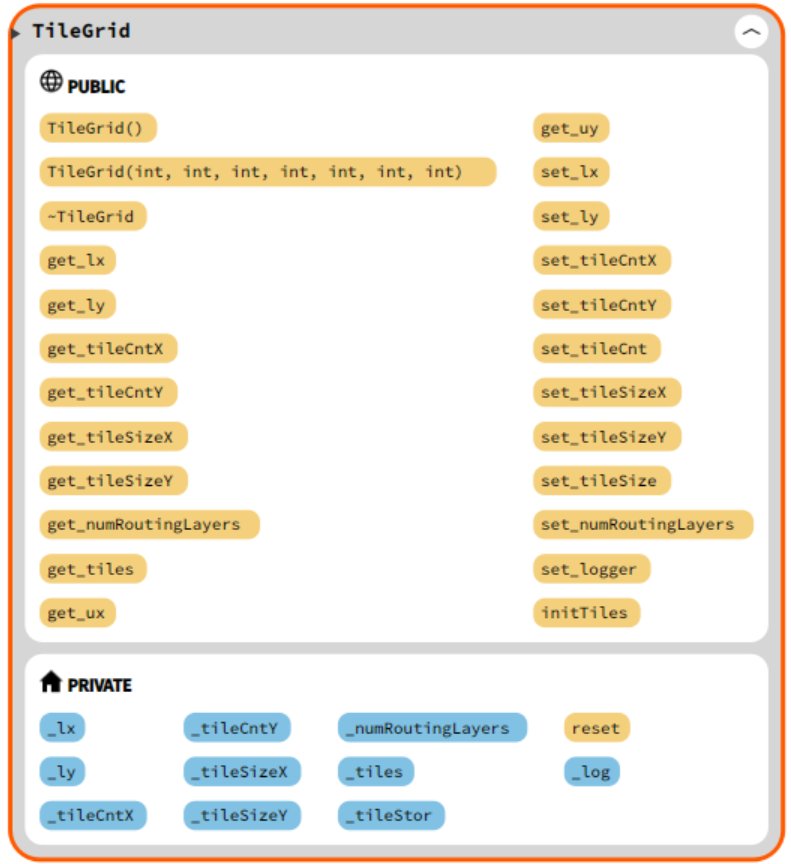 TileGrid
PUBLIC
TileGrid()
TileGrid(int, int, int, int, int, int, int)
~TileGrid
get_lx
get_ly
get_tileCntX
get_tileCntY
get_tileSizeX
get_tileSizeY
get_numRoutingLayers
get_tiles
get_ux
get_uy
set_lx
set_ly
set_tileCntX
set_tileCntY
set_tileCnt
set_tileSizeX
set_tileSizeY
set_tileSize
set_numRoutingLayers
set_logger
initTiles
PRIVATE
_lx
_ly
_tileCntX
_tileCntY
_tileSizeX
_tileSizeY
_numRoutingLayers
_tiles
_tileStor
reset
_log